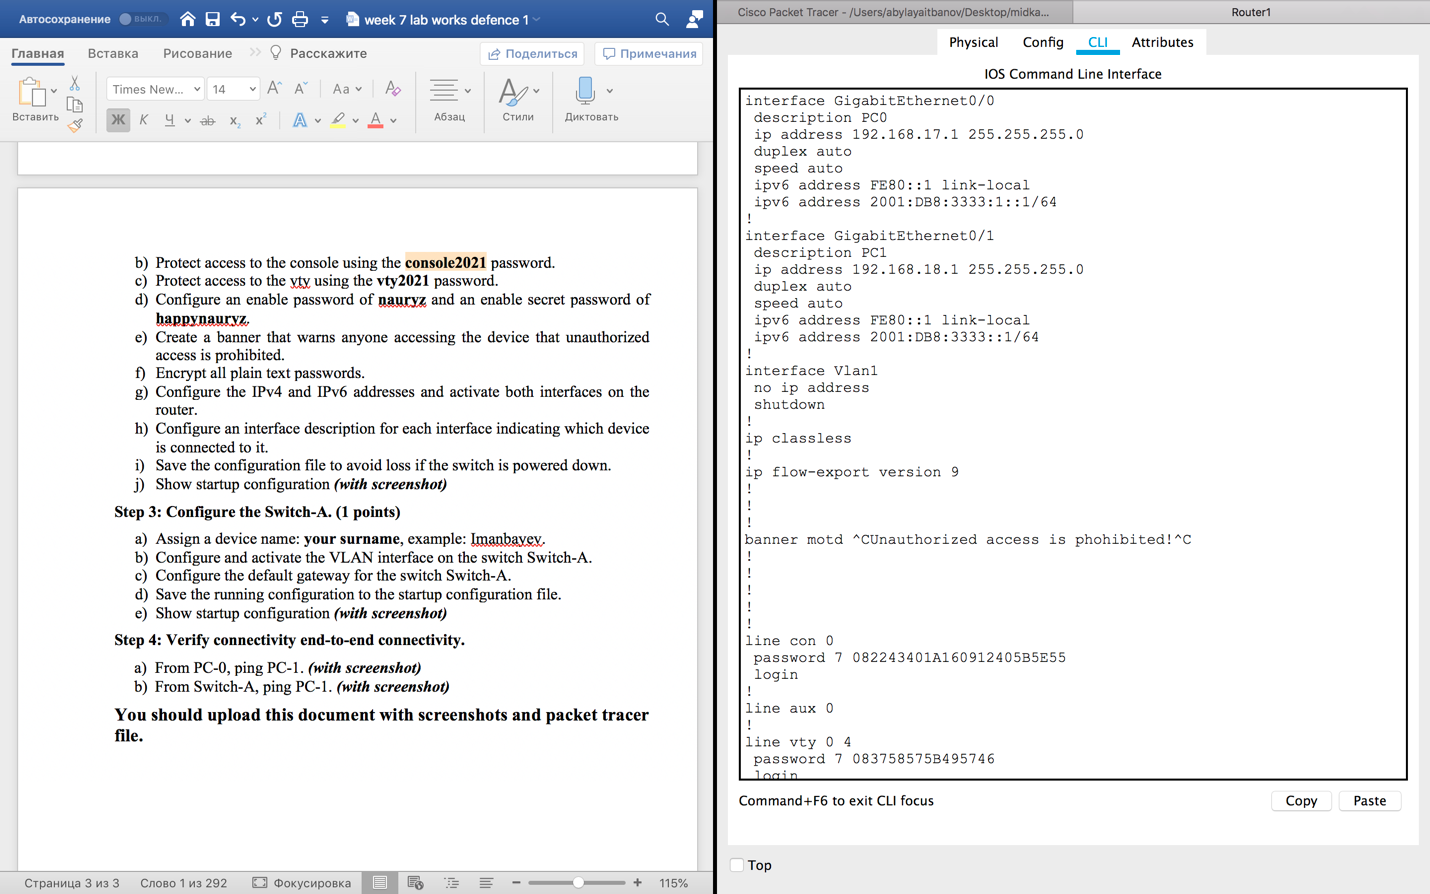 Автосохранение ВЫКЛ. week 7 lab works defence 1
Главная Вставка Рисование Расскажите Поделиться Примечания
Вставить Times New... 14 Aa Абзац Стили Диктовать
Ж К Ч ab x₂ x² A A
b) Protect access to the console using the console2021 password.
c) Protect access to the vty using the vty2021 password.
d) Configure an enable password of nauryz and an enable secret password of
happynauryz.
e) Create a banner that warns anyone accessing the device that unauthorized
access is prohibited.
f) Encrypt all plain text passwords.
g) Configure the IPv4 and IPv6 addresses and activate both interfaces on the
router.
h) Configure an interface description for each interface indicating which device
is connected to it.
i) Save the configuration file to avoid loss if the switch is powered down.
j) Show startup configuration (with screenshot)
Step 3: Configure the Switch-A. (1 points)
a) Assign a device name: your surname, example: Imanbayev.
b) Configure and activate the VLAN interface on the switch Switch-A.
c) Configure the default gateway for the switch Switch-A.
d) Save the running configuration to the startup configuration file.
e) Show startup configuration (with screenshot)
Step 4: Verify connectivity end-to-end connectivity.
a) From PC-0, ping PC-1. (with screenshot)
b) From Switch-A, ping PC-1. (with screenshot)
You should upload this document with screenshots and packet tracer
file.
Страница 3 из 3 Слово 1 из 292 Фокусировка 115%
Cisco Packet Tracer - /Users/abylayaitbanov/Desktop/midka... Router1
Physical Config CLI Attributes
IOS Command Line Interface
interface GigabitEthernet0/0
description PC0
ip address 192.168.17.1 255.255.255.0
duplex auto
speed auto
ipv6 address FE80::1 link-local
ipv6 address 2001:DB8:3333:1::1/64
!
interface GigabitEthernet0/1
description PC1
ip address 192.168.18.1 255.255.255.0
duplex auto
speed auto
ipv6 address FE80::1 link-local
ipv6 address 2001:DB8:3333::1/64
!
interface Vlan1
no ip address
shutdown
!
ip classless
!
ip flow-export version 9
!
!
!
banner motd ^CUnauthorized access is phohibited!^C
!
!
!
!
!
line con 0
password 7 082243401A160912405B5E55
login
!
line aux 0
!
line vty 0 4
password 7 083758575B495746
login
Command+F6 to exit CLI focus Copy Paste
Top